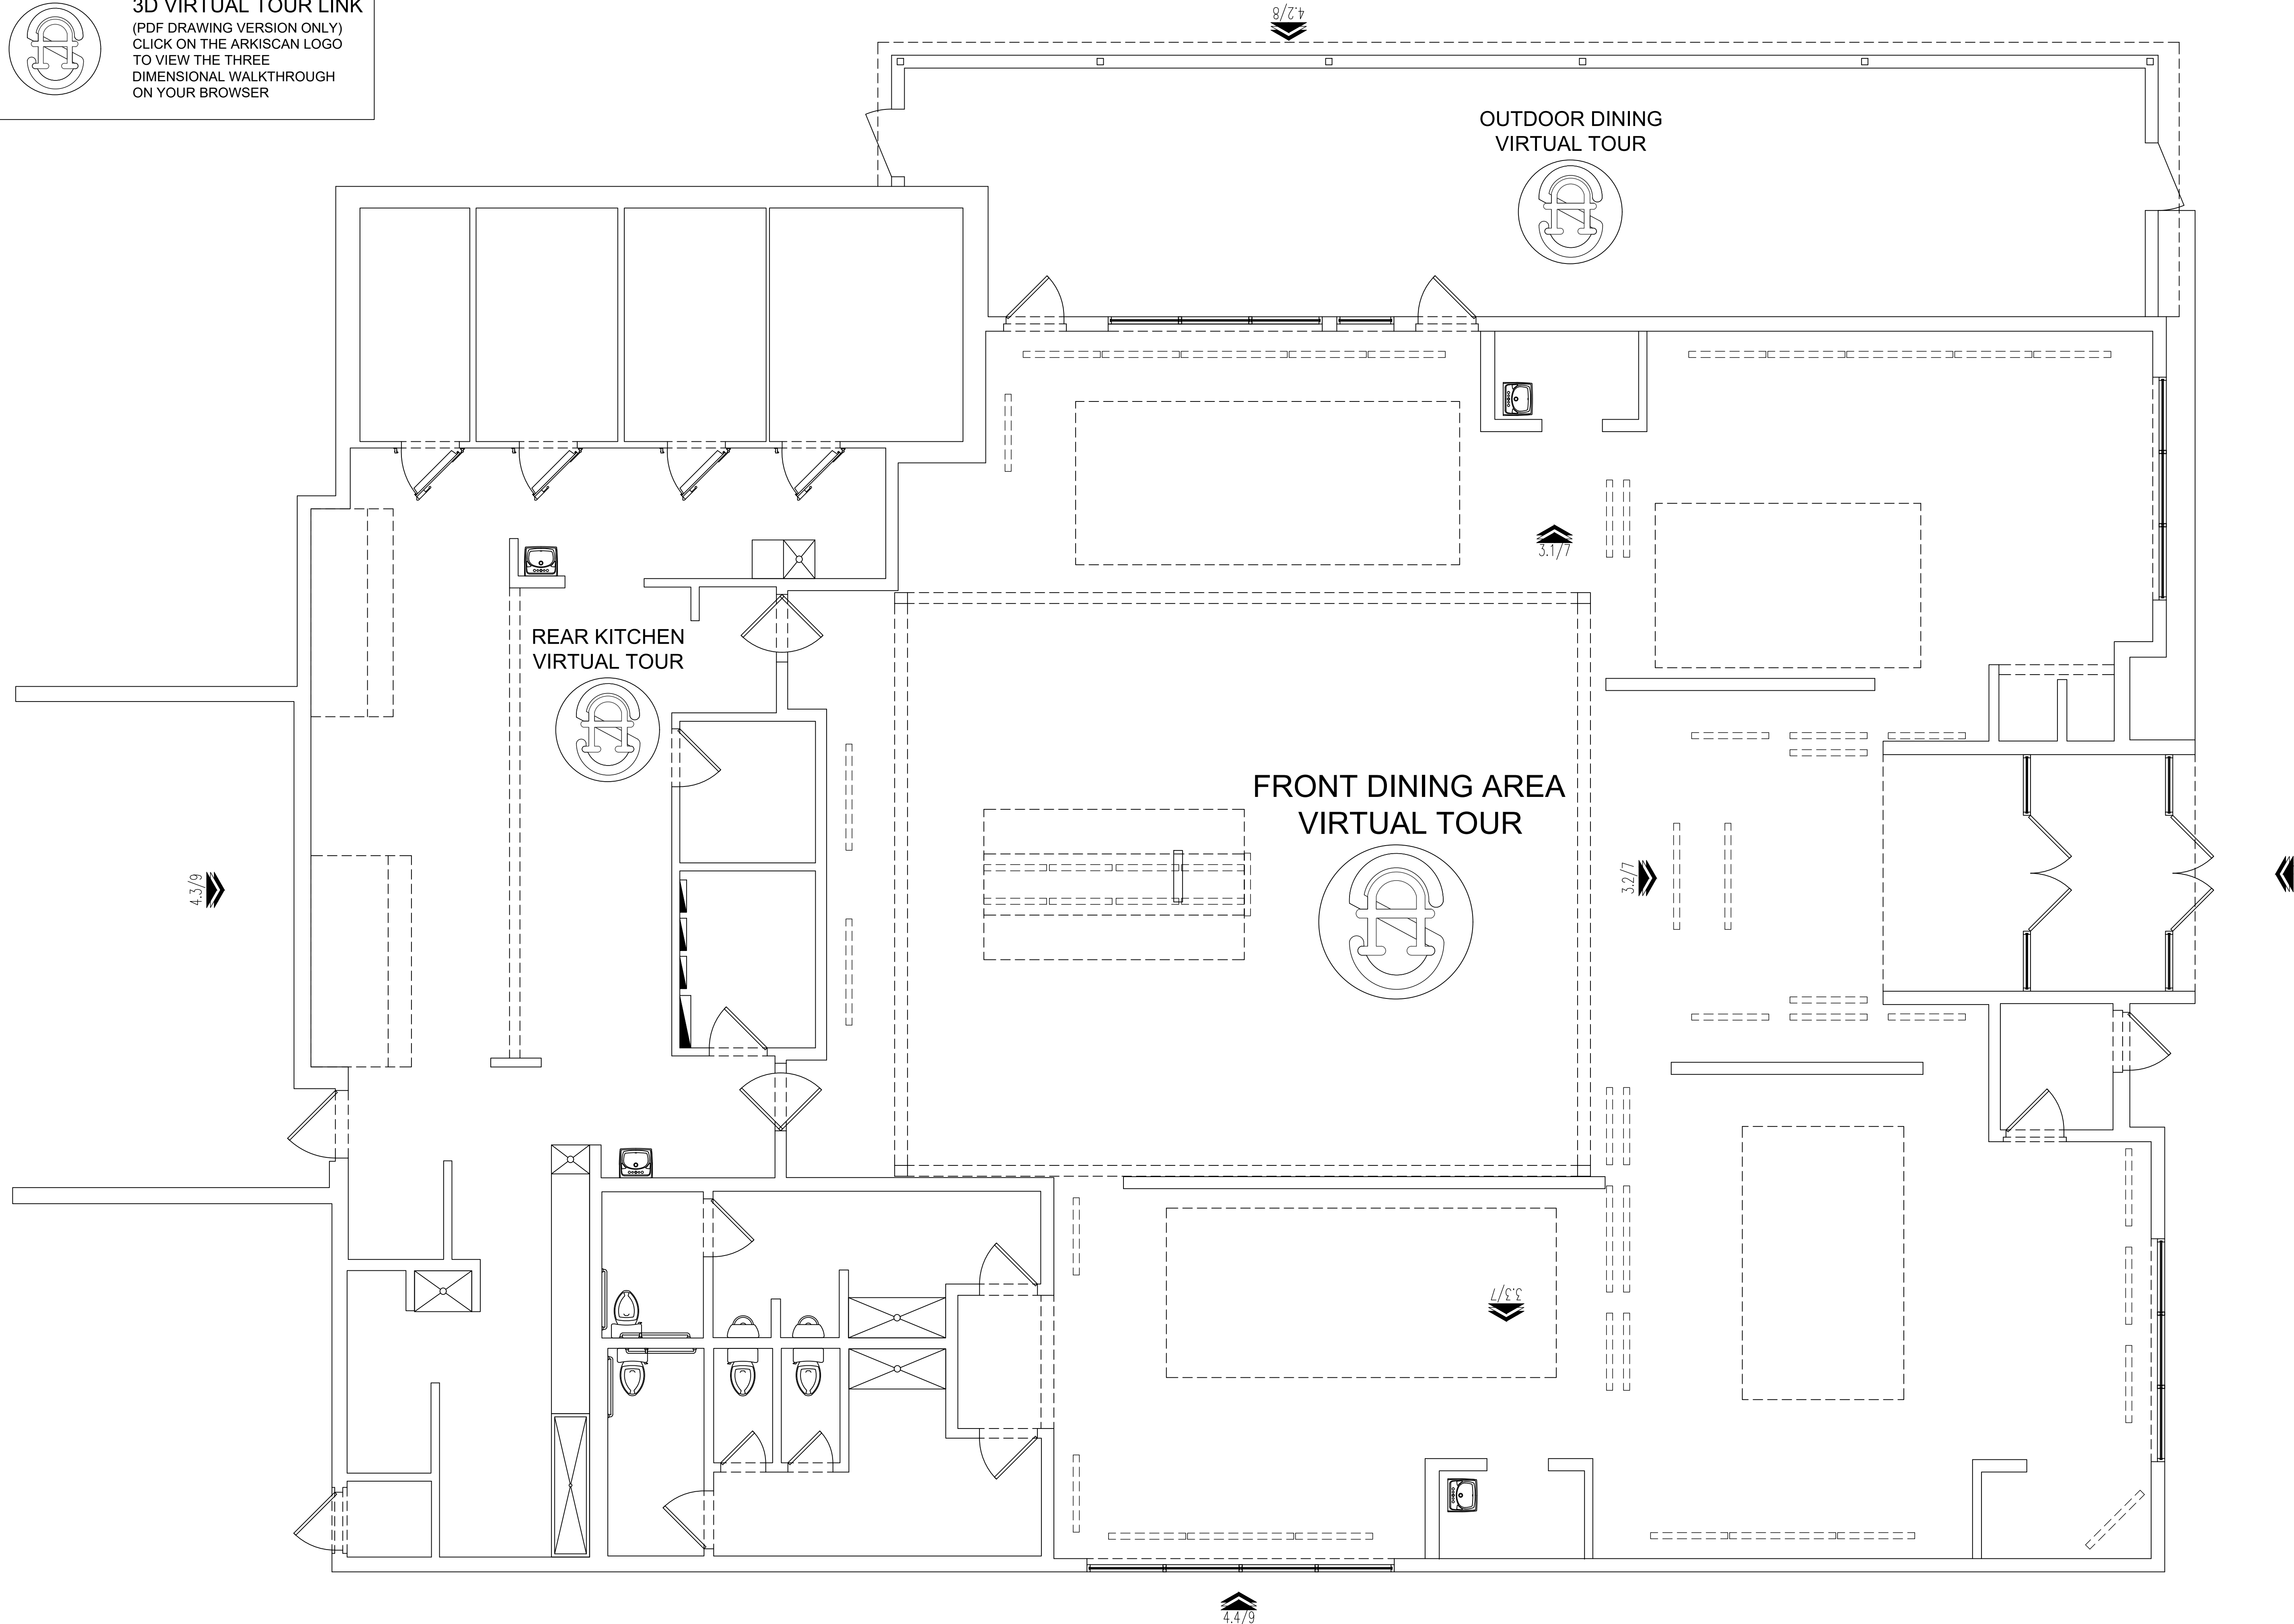 3D VIRTUAL TOUR LINK
(PDF DRAWING VERSION ONLY)
CLICK ON THE ARKISCAN LOGO
TO VIEW THE THREE
DIMENSIONAL WALKTHROUGH
ON YOUR BROWSER
4.2/8
OUTDOOR DINING
VIRTUAL TOUR
3.1/7
REAR KITCHEN
VIRTUAL TOUR
FRONT DINING AREA
VIRTUAL TOUR
4.3/9
3.2/7
3.3/7
4.4/9